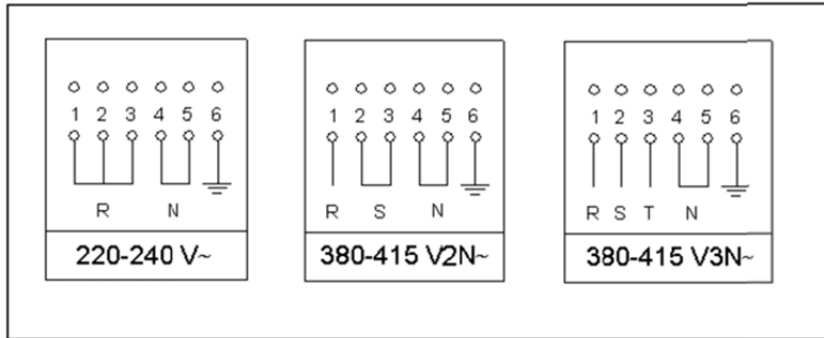 1 2 3 4 5 6
R N
220-240 V~
1 2 3 4 5 6
R S N
380-415 V2N~
1 2 3 4 5 6
R S T N
380-415 V3N~